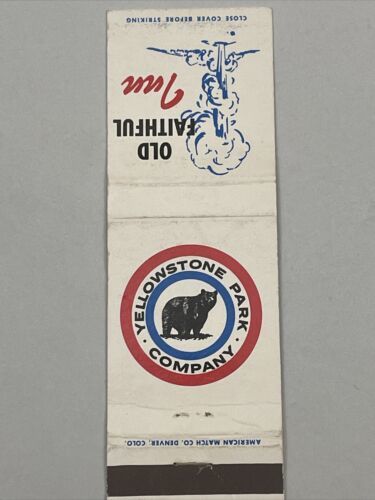 CLOSE COVER BEFORE STRIKING
OLD
FAITHFUL
Inn
YELLOWSTONE PARK
• COMPANY •
AMERICAN MATCH CO. DENVER, COLO.